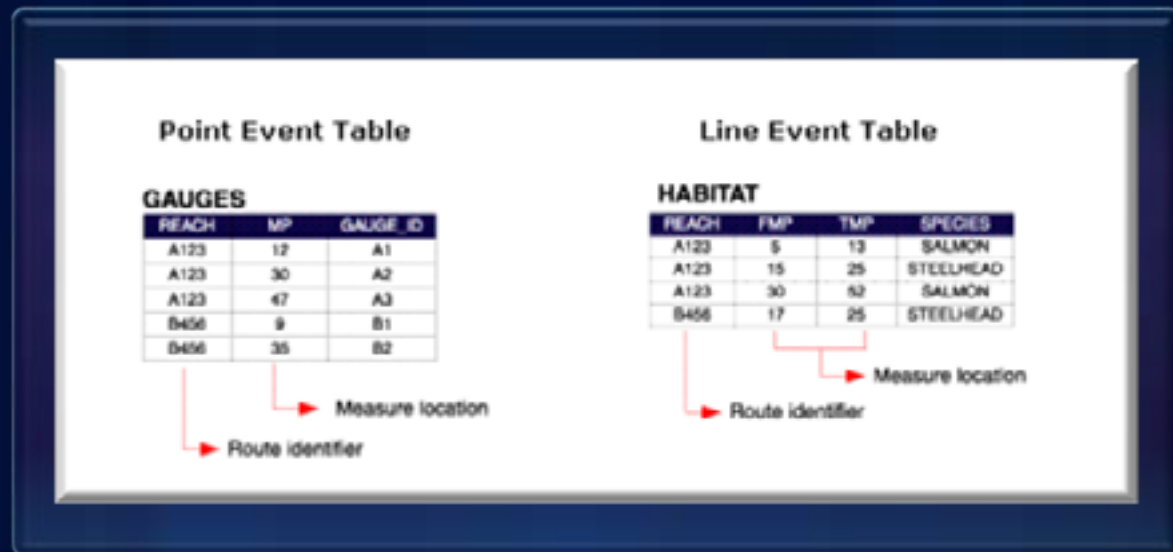 Point Event Table
GAUGES
REACH MP GAUGE_ID
A123 12 A1
A123 30 A2
A123 47 A3
B456 9 B1
B456 35 B2
Measure location
Route identifier
Line Event Table
HABITAT
REACH FMP TMP SPECIES
A123 5 13 SALMON
A123 15 25 STEELHEAD
A123 30 52 SALMON
B456 17 25 STEELHEAD
Measure location
Route identifier